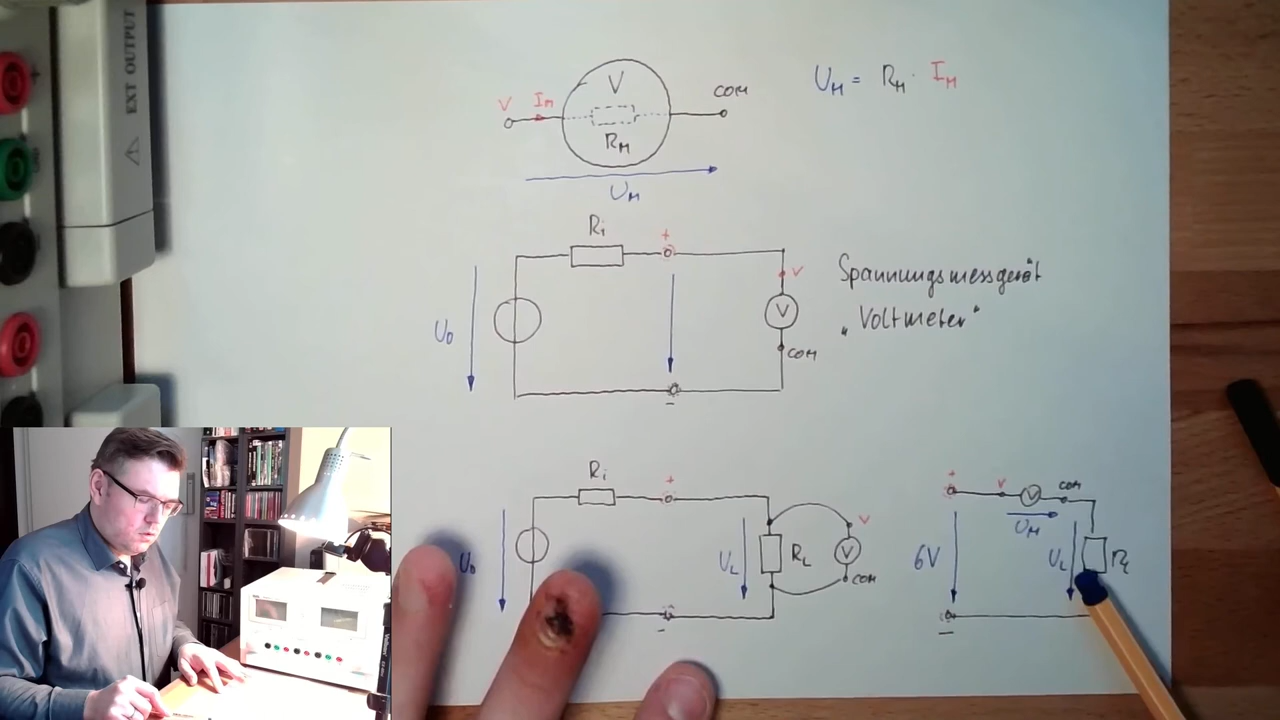 EXT OUTPUT
V
V
Im
COM
RM
UM
UM = RM · IM
Ri
+
V
V
COM
U0
-
Spannungsmessgerät
„Voltmeter"
Ri
+
V
V
COM
U0
UL
RL
-
+
V
V
COM
UM
6V
UL
RL
-